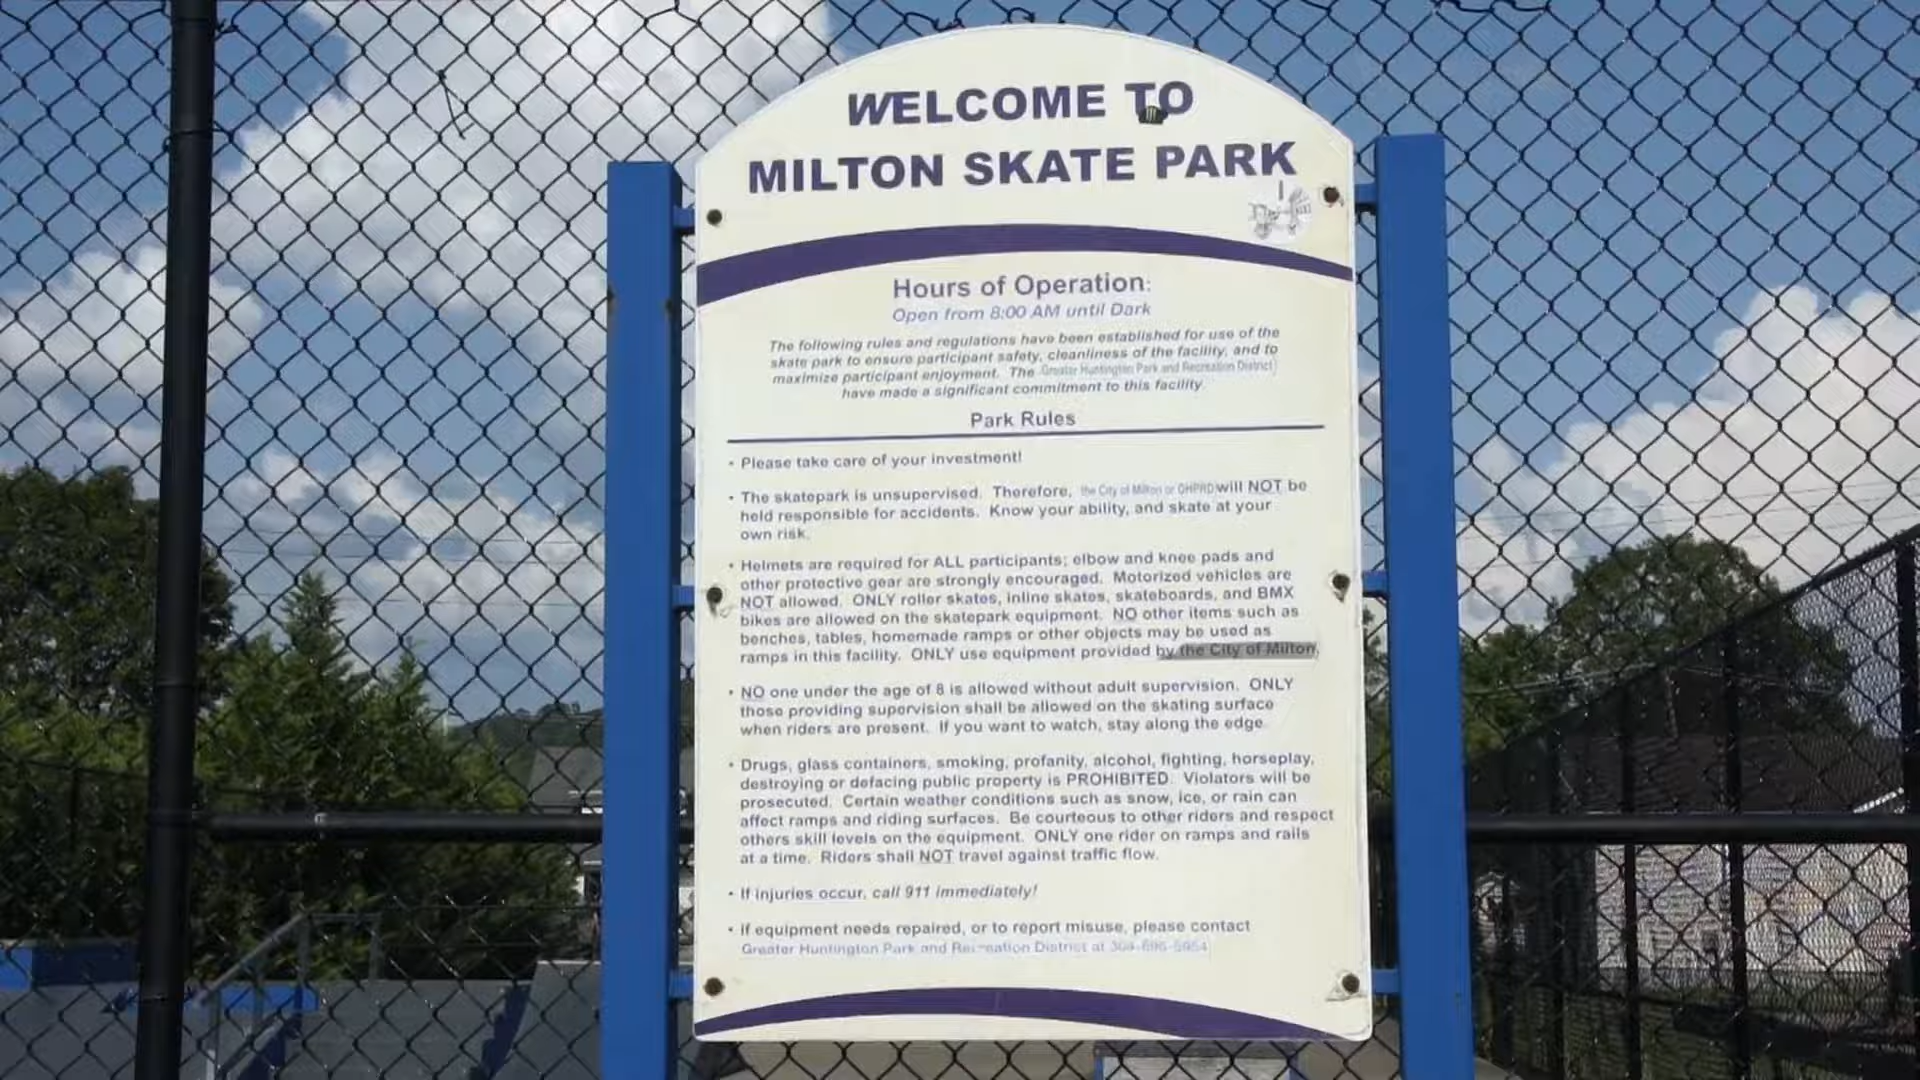 WELCOME TO
MILTON SKATE PARK
Hours of Operation:
Open from 8:00 AM until Dark
The following rules and regulations have been established for use of the
skate park to ensure participant safety, cleanliness of the facility, and to
maximize participant enjoyment. The Greater Huntington Park and Recreation District
have made a significant commitment to this facility.
Park Rules
• Please take care of your investment!
• The skatepark is unsupervised. Therefore, the City of Milton or GHPRD will NOT be
held responsible for accidents. Know your ability, and skate at your
own risk.
• Helmets are required for ALL participants; elbow and knee pads and
other protective gear are strongly encouraged. Motorized vehicles are
NOT allowed. ONLY roller skates, inline skates, skateboards, and BMX
bikes are allowed on the skatepark equipment. NO other items such as
benches, tables, homemade ramps or other objects may be used as
ramps in this facility. ONLY use equipment provided by the City of Milton.
• NO one under the age of 8 is allowed without adult supervision. ONLY
those providing supervision shall be allowed on the skating surface
when riders are present. If you want to watch, stay along the edge.
• Drugs, glass containers, smoking, profanity, alcohol, fighting, horseplay,
destroying or defacing public property is PROHIBITED. Violators will be
prosecuted. Certain weather conditions such as snow, ice, or rain can
affect ramps and riding surfaces. Be courteous to other riders and respect
others skill levels on the equipment. ONLY one rider on ramps and rails
at a time. Riders shall NOT travel against traffic flow.
• If injuries occur, call 911 immediately!
• If equipment needs repaired, or to report misuse, please contact
Greater Huntington Park and Recreation District at